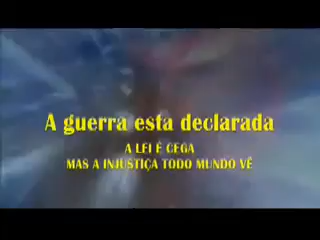 A guerra esta declarada
A LEI É CEGA
MAS A INJUSTIÇA TODO MUNDO VÊ